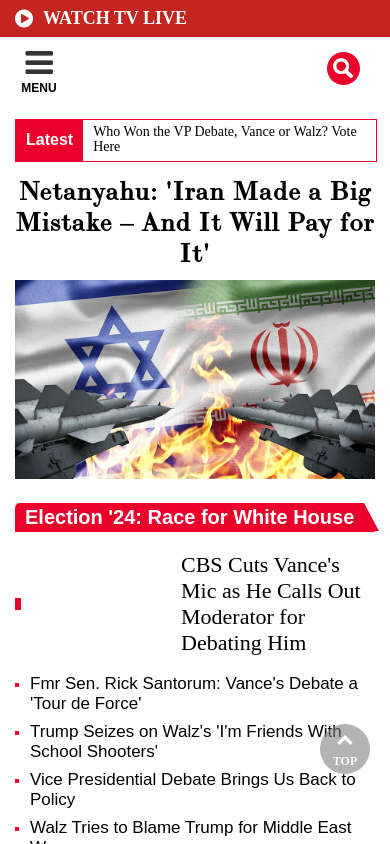 WATCH TV LIVE
MENU
Latest
Who Won the VP Debate, Vance or Walz? Vote
Here
Netanyahu: 'Iran Made a Big
Mistake – And It Will Pay for
It'
Election '24: Race for White House
CBS Cuts Vance's
Mic as He Calls Out
Moderator for
Debating Him
Fmr Sen. Rick Santorum: Vance's Debate a
'Tour de Force'
Trump Seizes on Walz's 'I'm Friends With
School Shooters'
TOP
Vice Presidential Debate Brings Us Back to
Policy
Walz Tries to Blame Trump for Middle East